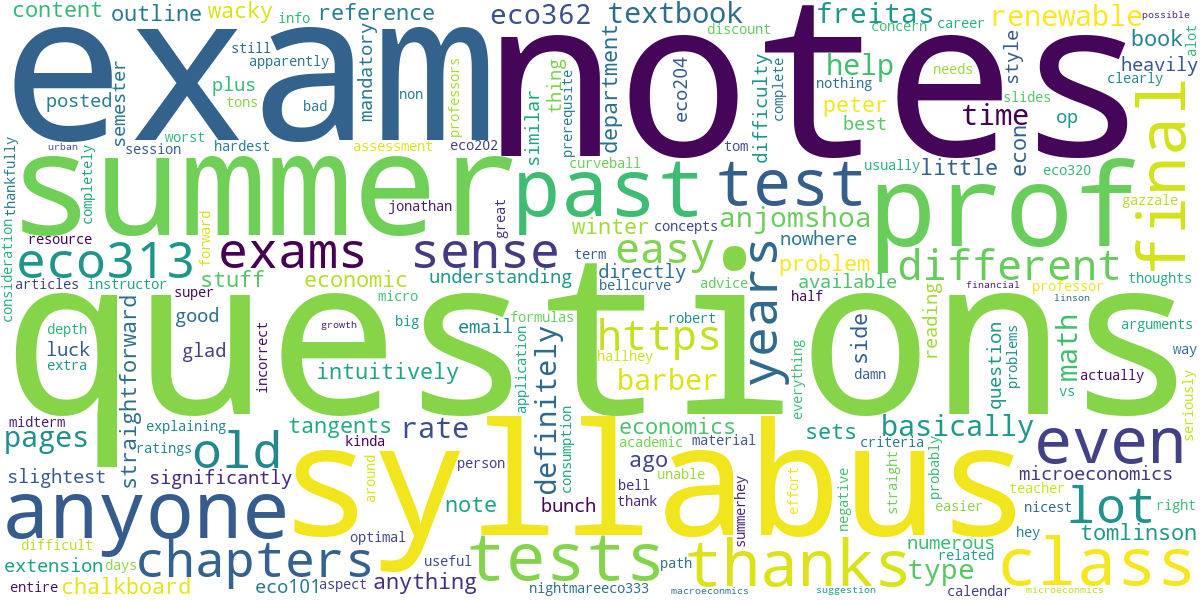 exam
notes
questions
syllabus
summer
prof
past
test
final
different
even
class
thanks
tests
chapters
anyone
lot
old
years
eco313
exams
sense
easy
https
content
outline
wacky
info
reference
eco362
textbook
discount
freitas
concern
career
renewable
possible
book
alot
style
heavily
clearly
still
apparently
posted
plus
tons
bad
mandatory
non
professors
semester
urban
worst
session
hardest
assessment
eco202
similar
thing
prerequsite
department
eco204
tom
difficulty
complete
help
needs
nothing
peter
best
slides
time
op
econ
thankfully
completely
jonathan
great
curveball
usually
little
eco320
gazzale
anjomshoa
winter
concepts
nowhere
resource
forward
term
directly
bellcurve
advice
problem
available
financial
professor
thoughts
consideration
articles
instructor
stuff
economic
understanding
super
micro
half
linson
reading
depth
luck
extra
straightforward
good
glad
incorrect
growth
big
email
formulas
robert
hallhey
side
damn
question
problems
math
arguments
way
vs
actually
seriously
intuitively
application
definitely
barber
everything
midterm
explaining
ratings
tangents
rate
kinda
economics
academic
material
sets
criteria
basically
pages
slightest
significantly
around
person
consumption
ago
unable
bell
thank
microeconomics
teacher
right
note
bunch
summerhey
effort
negative
straight
probably
easier
nicest
tomlinson
difficult
optimal
extension
days
useful
path
type
numerous
related
hey
entire
chalkboard
eco101
aspect
anything
nightmareeco333
macroeconmics
suggestion
calendar
microeconmics